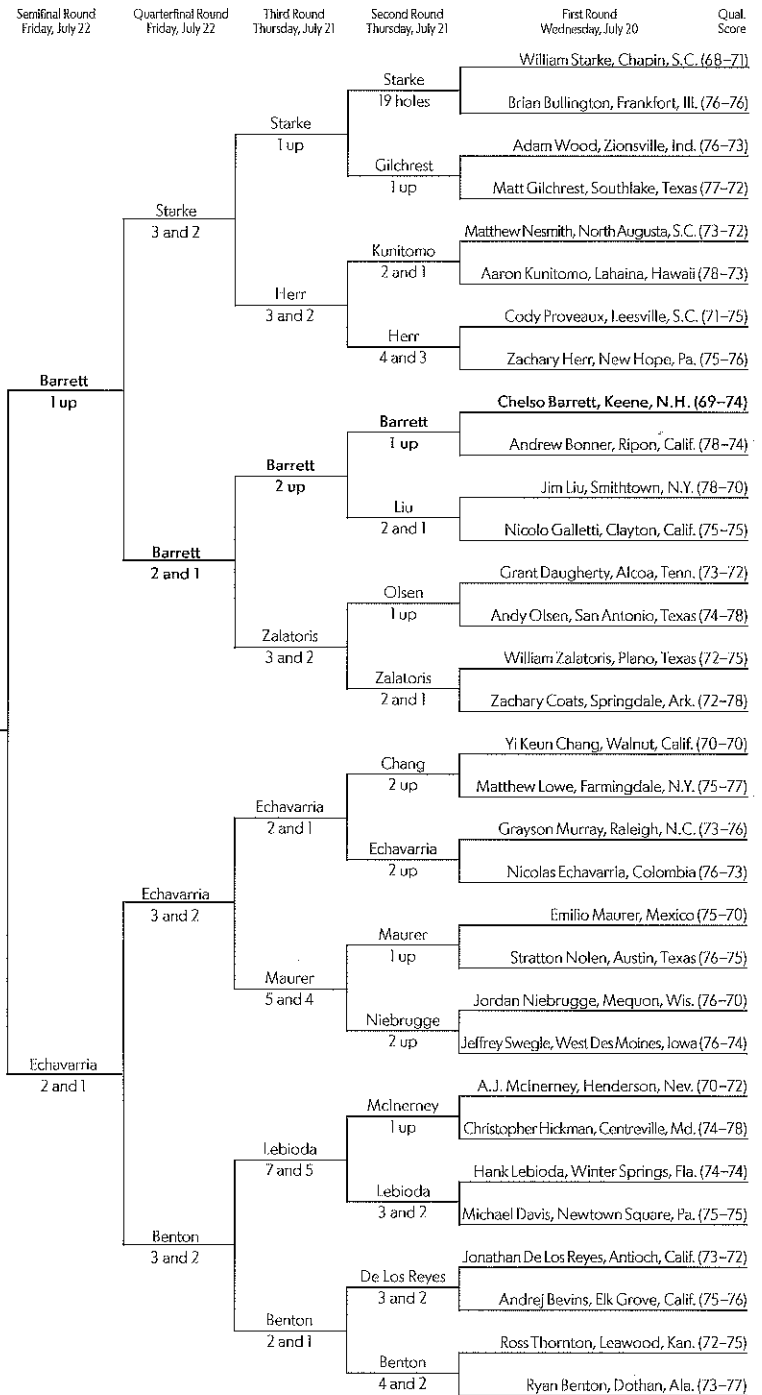 Semifinal Round
Friday, July 22
Quarterfinal Round
Friday, July 22
Third Round
Thursday, July 21
Second Round
Thursday, July 21
First Round
Wednesday, July 20
Qual.
Score
William Starke, Chapin, S.C. (68–71)
Starke
19 holes
Brian Bullington, Frankfort, Ill. (76–76)
Starke
1 up
Adam Wood, Zionsville, Ind. (76–73)
Gilchrest
1 up
Matt Gilchrest, Southlake, Texas (77–72)
Starke
3 and 2
Matthew Nesmith, North Augusta, S.C. (73–72)
Kunitomo
2 and 1
Aaron Kunitomo, Lahaina, Hawaii (78–73)
Herr
3 and 2
Cody Proveaux, Leesville, S.C. (71–75)
Herr
4 and 3
Zachary Herr, New Hope, Pa. (75–76)
Barrett
1 up
Chelso Barrett, Keene, N.H. (69–74)
Barrett
1 up
Andrew Bonner, Ripon, Calif. (78–74)
Barrett
2 up
Jim Liu, Smithtown, N.Y. (78–70)
Liu
2 and 1
Nicolo Galletti, Clayton, Calif. (75–75)
Barrett
2 and 1
Grant Daugherty, Alcoa, Tenn. (73–72)
Olsen
1 up
Andy Olsen, San Antonio, Texas (74–78)
Zalatoris
3 and 2
William Zalatoris, Plano, Texas (72–75)
Zalatoris
2 and 1
Zachary Coats, Springdale, Ark. (72–78)
Yi Keun Chang, Walnut, Calif. (70–70)
Chang
2 up
Matthew Lowe, Farmingdale, N.Y. (75–77)
Echavarria
2 and 1
Grayson Murray, Raleigh, N.C. (73–76)
Echavarria
2 up
Nicolas Echavarria, Colombia (76–73)
Echavarria
3 and 2
Emilio Maurer, Mexico (75–70)
Maurer
1 up
Stratton Nolen, Austin, Texas (76–75)
Maurer
5 and 4
Jordan Niebrugge, Mequon, Wis. (76–70)
Niebrugge
2 up
Jeffrey Swegle, West Des Moines, Iowa (76–74)
Echavarria
2 and 1
A.J. McInerney, Henderson, Nev. (70–72)
McInerney
1 up
Christopher Hickman, Centreville, Md. (74–78)
Lebioda
7 and 5
Hank Lebioda, Winter Springs, Fla. (74–74)
Lebioda
3 and 2
Michael Davis, Newtown Square, Pa. (75–75)
Benton
3 and 2
Jonathan De Los Reyes, Antioch, Calif. (73–72)
De Los Reyes
3 and 2
Andrej Bevins, Elk Grove, Calif. (75–76)
Benton
2 and 1
Ross Thornton, Leawood, Kan. (72–75)
Benton
4 and 2
Ryan Benton, Dothan, Ala. (73–77)